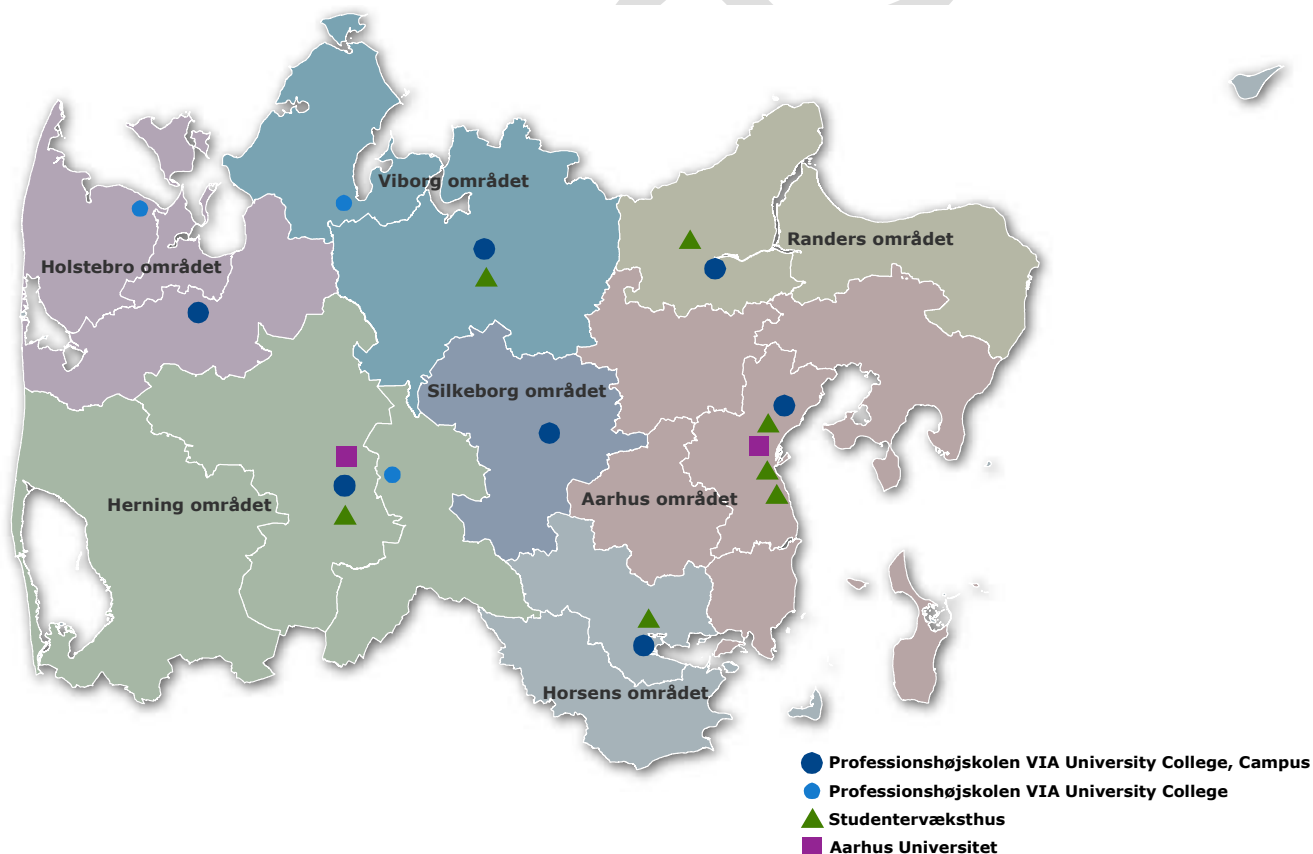 Viborg området
Randers området
Holstebro området
Silkeborg området
Herning området
Aarhus området
Horsens området
Professionshøjskolen VIA University College, Campus
Professionshøjskolen VIA University College
Studentervæksthus
Aarhus Universitet